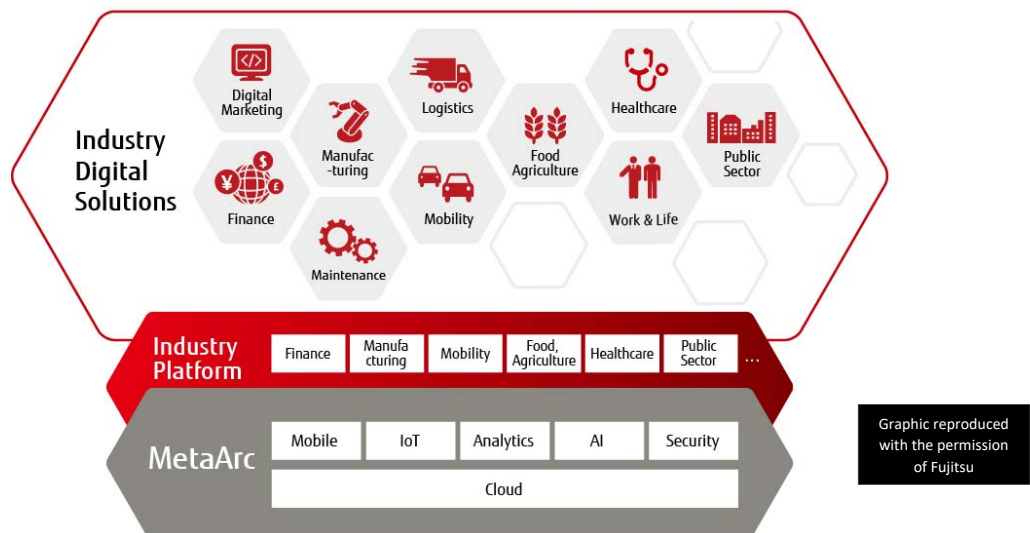 Industry
Digital
Solutions
</>
Digital
Marketing
Manufac
-turing
Logistics
Food
Agriculture
Healthcare
Public
Sector
¥
$
£
Finance
Maintenance
Mobility
Work & Life
Industry
Platform
Finance
Manufa
cturing
Mobility
Food,
Agriculture
Healthcare
Public
Sector
...
MetaArc
Mobile
IoT
Analytics
AI
Security
Cloud
Graphic reproduced
with the permission
of Fujitsu